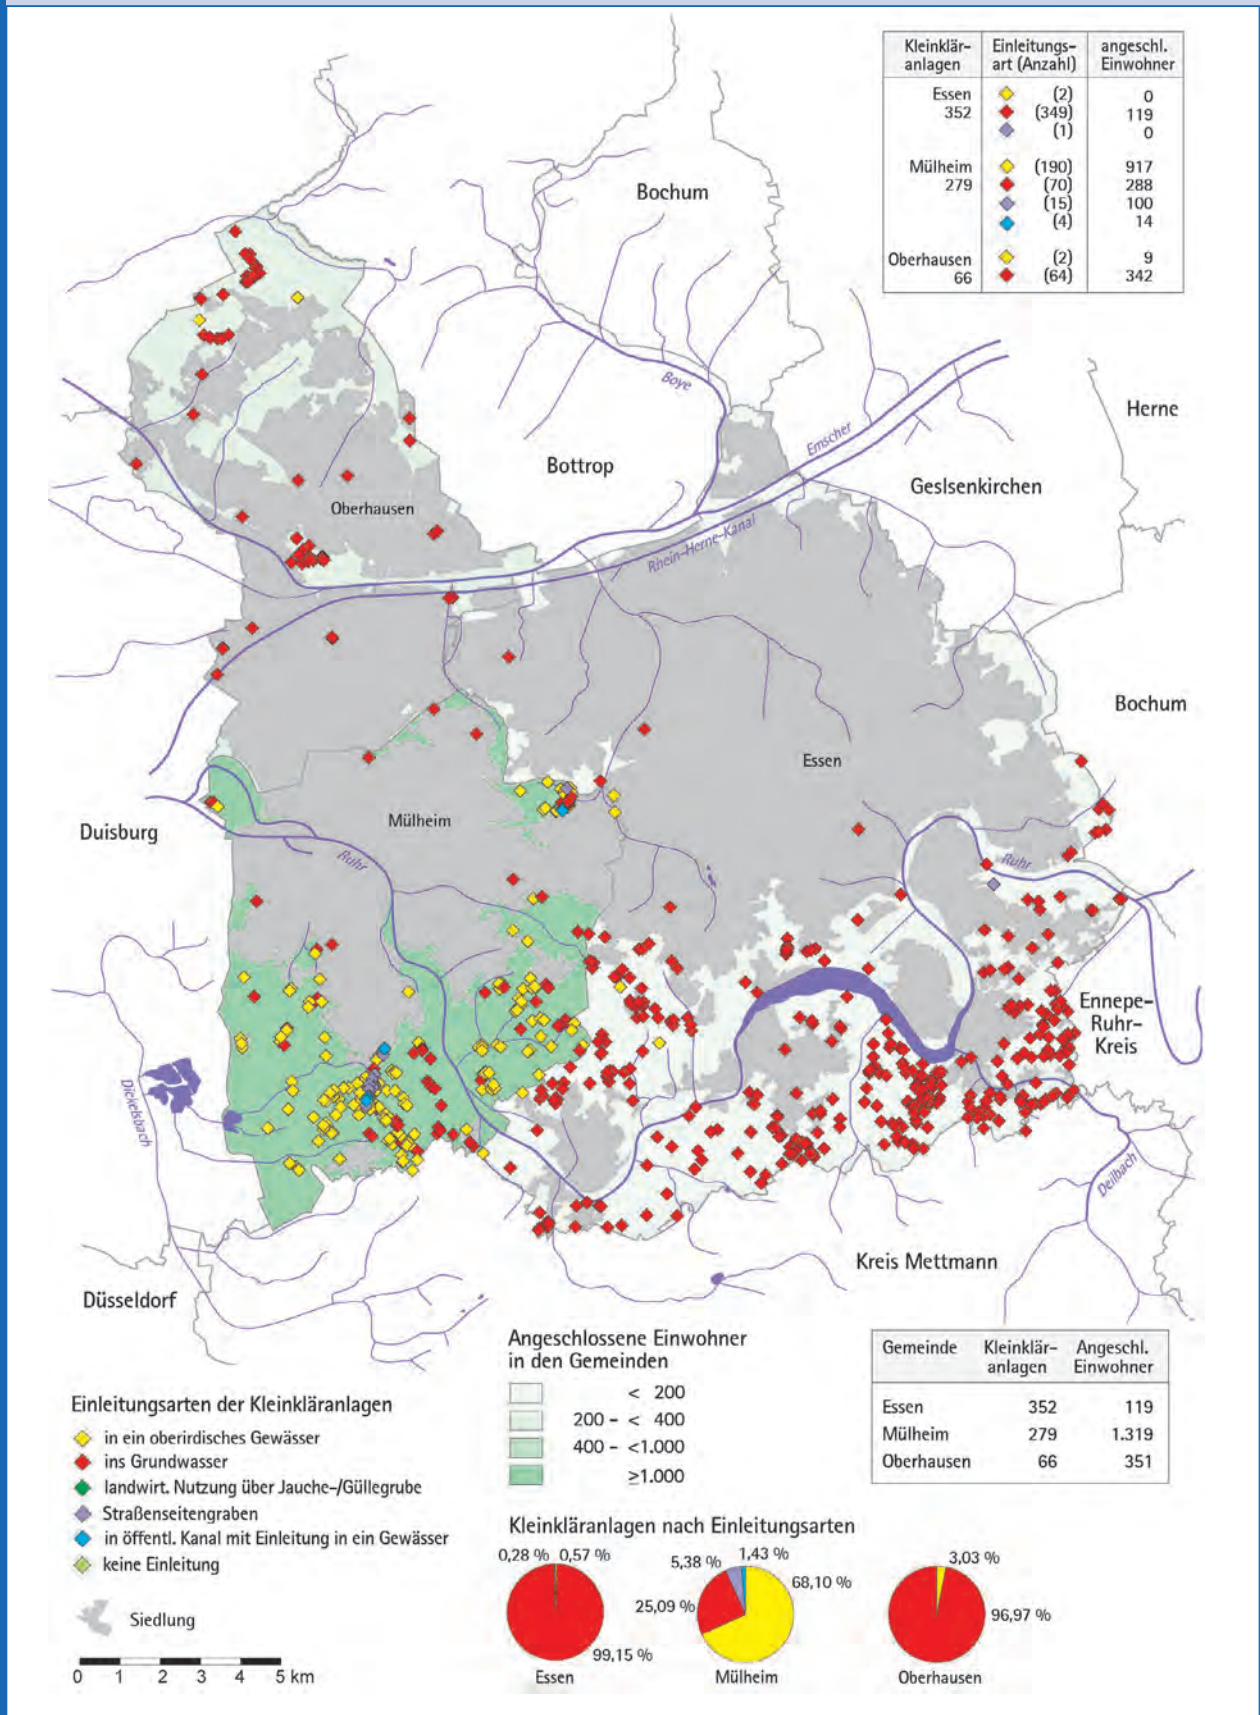 Kleinklär-
anlagen
Einleitungs-
art (Anzahl)
angeschl.
Einwohner
Essen
352
(2) 0
(349) 119
(1) 0
Mülheim
279
(190) 917
(70) 288
(15) 100
(4) 14
Oberhausen
66
(2) 9
(64) 342
Bochum
Boye
Herne
Emscher
Bottrop
Geslsenkirchen
Oberhausen
Rhein-Herne-Kanal
Bochum
Essen
Duisburg
Mülheim
Ruhr
Ruhr
Ennepe-
Ruhr-
Kreis
Dickelsbach
Deilbach
Kreis Mettmann
Düsseldorf
Angeschlossene Einwohner
in den Gemeinden
< 200
200 - < 400
400 - <1.000
≥1.000
Gemeinde
Kleinklär-
anlagen
Angeschl.
Einwohner
Essen 352 119
Mülheim 279 1.319
Oberhausen 66 351
Einleitungsarten der Kleinkläranlagen
in ein oberirdisches Gewässer
ins Grundwasser
landwirt. Nutzung über Jauche-/Güllegrube
Straßenseitengraben
in öffentl. Kanal mit Einleitung in ein Gewässer
keine Einleitung
Siedlung
0 1 2 3 4 5 km
Kleinkläranlagen nach Einleitungsarten
0,28 % 0,57 %
99,15 %
Essen
5,38 % 1,43 %
68,10 %
25,09 %
Mülheim
3,03 %
96,97 %
Oberhausen